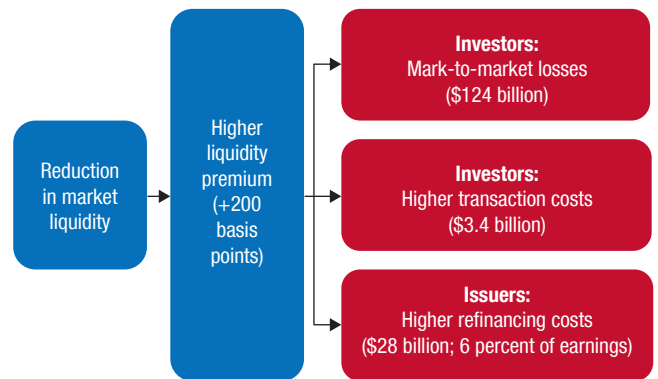 Reduction
in market
liquidity
Higher
liquidity
premium
(+200
basis
points)
Investors:
Mark-to-market losses
($124 billion)
Investors:
Higher transaction costs
($3.4 billion)
Issuers:
Higher refinancing costs
($28 billion; 6 percent of earnings)